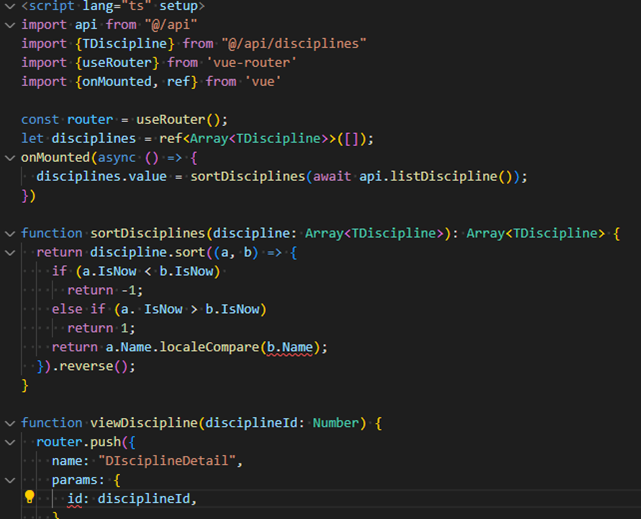 <script lang="ts" setup>
import api from "@/api"
import {TDiscipline} from "@/api/disciplines"
import {useRouter} from 'vue-router'
import {onMounted, ref} from 'vue'

const router = useRouter();
let disciplines = ref<Array<TDiscipline>>([]);
onMounted(async () => {
  disciplines.value = sortDisciplines(await api.listDiscipline());
})

function sortDisciplines(discipline: Array<TDiscipline>): Array<TDiscipline> {
  return discipline.sort((a, b) => {
    if (a.IsNow < b.IsNow)
      return -1;
    else if (a. IsNow > b.IsNow)
      return 1;
    return a.Name.localeCompare(b.Name);
  }).reverse();
}

function viewDiscipline(disciplineId: Number) {
  router.push({
    name: "DIsciplineDetail",
    params: {
      id: disciplineId,
    }